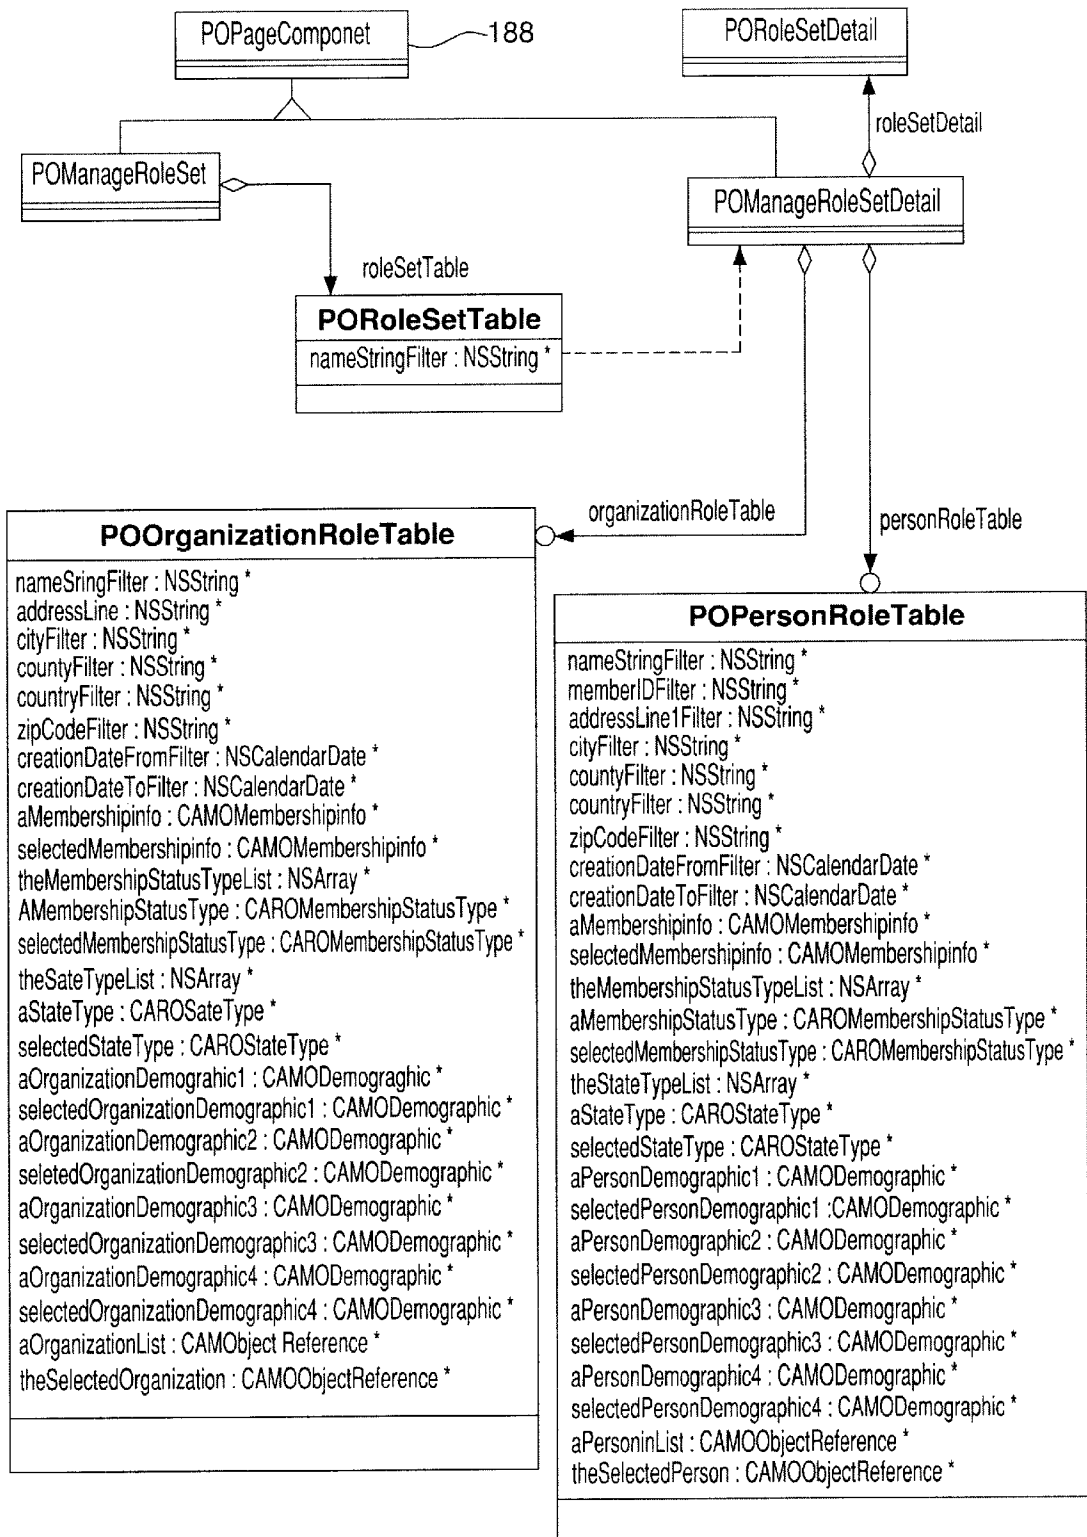 POPageComponet
188
PORoleSetDetail
roleSetDetail
POManageRoleSet
POManageRoleSetDetail
roleSetTable
PORoleSetTable
nameStringFilter : NSString *
organizationRoleTable
personRoleTable
POOrganizationRoleTable
nameSringFilter : NSString *
addressLine : NSString *
cityFilter : NSString *
countyFilter : NSString *
countryFilter : NSString *
zipCodeFilter : NSString *
creationDateFromFilter : NSCalendarDate *
creationDateToFilter : NSCalendarDate *
aMembershipinfo : CAMOMembershipinfo *
selectedMembershipinfo : CAMOMembershipinfo *
theMembershipStatusTypeList : NSArray *
AMembershipStatusType : CAROMembershipStatusType *
selectedMembershipStatusType : CAROMembershipStatusType *
theSateTypeList : NSArray *
aStateType : CAROSateType *
selectedStateType : CAROStateType *
aOrganizationDemograhic1 : CAMODemograghic *
selectedOrganizationDemographic1 : CAMODemographic *
aOrganizationDemographic2 : CAMODemographic *
seletedOrganizationDemographic2 : CAMODemographic *
aOrganizationDemographic3 : CAMODemographic *
selectedOrganizationDemographic3 : CAMODemographic *
aOrganizationDemographic4 : CAMODemographic *
selectedOrganizationDemographic4 : CAMODemographic *
aOrganizationList : CAMObject Reference *
theSelectedOrganization : CAMOObjectReference *
POPersonRoleTable
nameStringFilter : NSString *
memberIDFilter : NSString *
addressLine1Filter : NSString *
cityFilter : NSString *
countyFilter : NSString *
countryFilter : NSString *
zipCodeFilter : NSString *
creationDateFromFilter : NSCalendarDate *
creationDateToFilter : NSCalendarDate *
aMembershipinfo : CAMOMembershipinfo *
selectedMembershipinfo : CAMOMembershipinfo *
theMembershipStatusTypeList : NSArray *
aMembershipStatusType : CAROMembershipStatusType *
selectedMembershipStatusType : CAROMembershipStatusType *
theStateTypeList : NSArray *
aStateType : CAROStateType *
selectedStateType : CAROStateType *
aPersonDemographic1 : CAMODemographic *
selectedPersonDemographic1 :CAMODemographic *
aPersonDemographic2 : CAMODemographic *
selectedPersonDemographic2 : CAMODemographic *
aPersonDemographic3 : CAMODemographic *
selectedPersonDemographic3 : CAMODemographic *
aPersonDemographic4 : CAMODemographic *
selectedPersonDemographic4 : CAMODemographic *
aPersoninList : CAMOObjectReference *
theSelectedPerson : CAMOObjectReference *